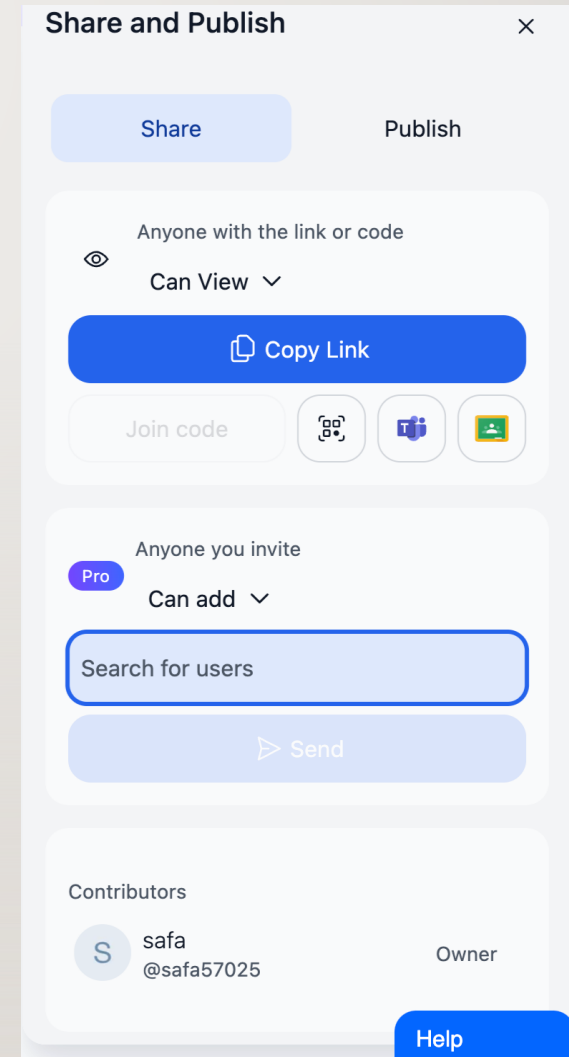 Share and Publish
Share
Publish
Anyone with the link or code
Can View
Copy Link
Join code
T
Anyone you invite
Pro
Can add
Search for users
Send
Contributors
S
safa
@safa57025
Owner
Help